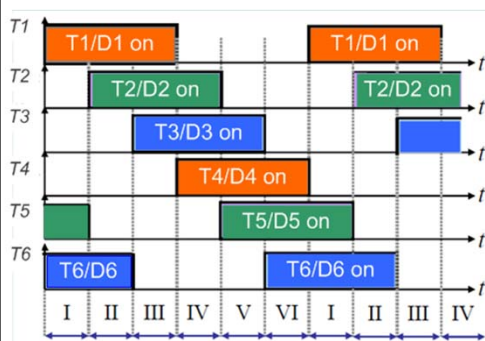 T1 T1/D1 on T1/D1 on t
T2 T2/D2 on T2/D2 on t
T3 T3/D3 on t
T4 T4/D4 on t
T5 T5/D5 on t
T6 T6/D6 T6/D6 on t
I II III IV V VI I II III IV